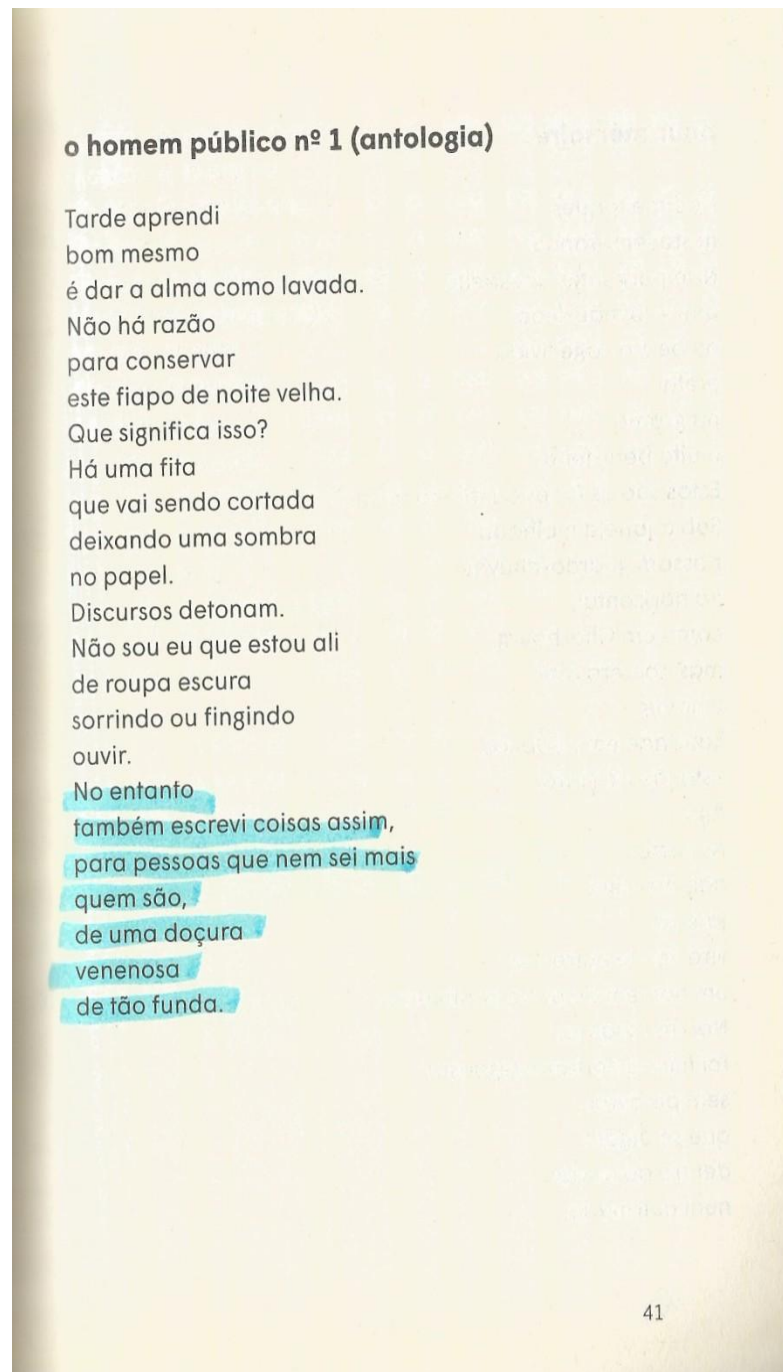 o homem público nº 1 (antologia)
Tarde aprendi
bom mesmo
é dar a alma como lavada.
Não há razão
para conservar
este fiapo de noite velha.
Que significa isso?
Há uma fita
que vai sendo cortada
deixando uma sombra
no papel.
Discursos detonam.
Não sou eu que estou ali
de roupa escura
sorrindo ou fingindo
ouvir.
No entanto
também escrevi coisas assim,
para pessoas que nem sei mais
quem são,
de uma doçura
venenosa
de tão funda.
41